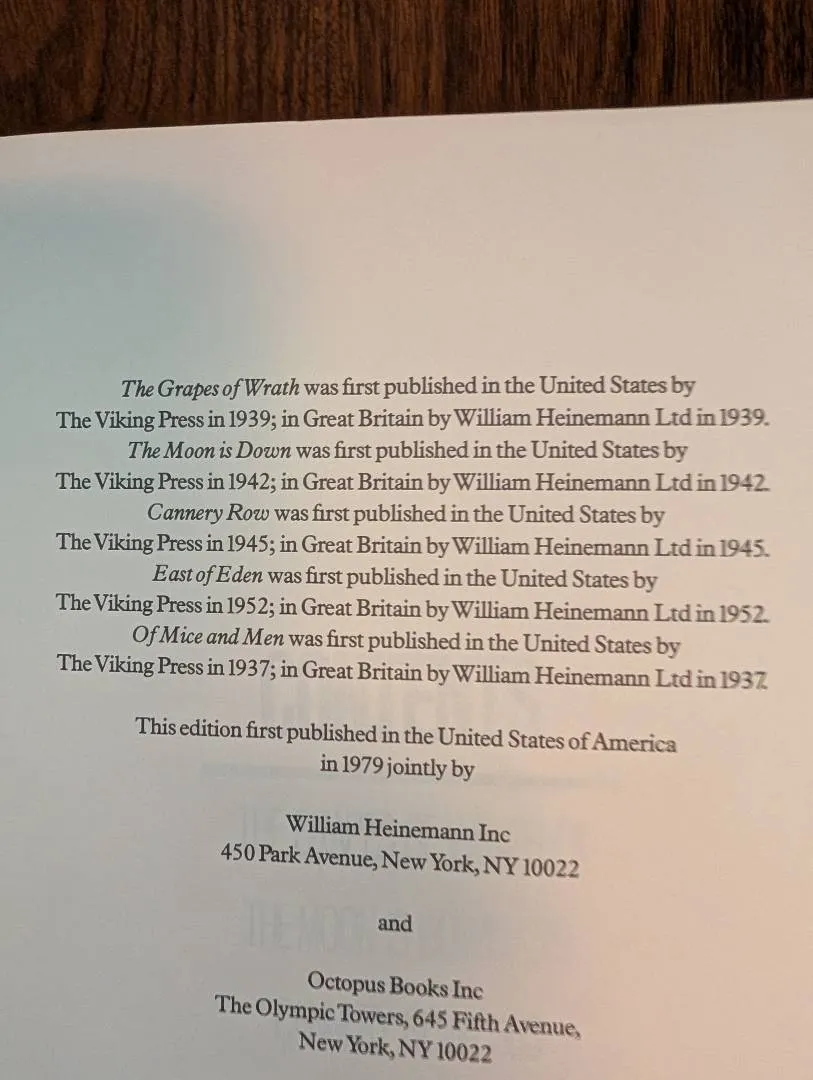 The Grapes of Wrath was first published in the United States by
The Viking Press in 1939; in Great Britain by William Heinemann Ltd in 1939.
The Moon is Down was first published in the United States by
The Viking Press in 1942; in Great Britain by William Heinemann Ltd in 1942.
Cannery Row was first published in the United States by
The Viking Press in 1945; in Great Britain by William Heinemann Ltd in 1945.
East of Eden was first published in the United States by
The Viking Press in 1952; in Great Britain by William Heinemann Ltd in 1952.
Of Mice and Men was first published in the United States by
The Viking Press in 1937; in Great Britain by William Heinemann Ltd in 1937.
This edition first published in the United States of America
in 1979 jointly by
William Heinemann Inc
450 Park Avenue, New York, NY 10022
and
Octopus Books Inc
The Olympic Towers, 645 Fifth Avenue,
New York, NY 10022